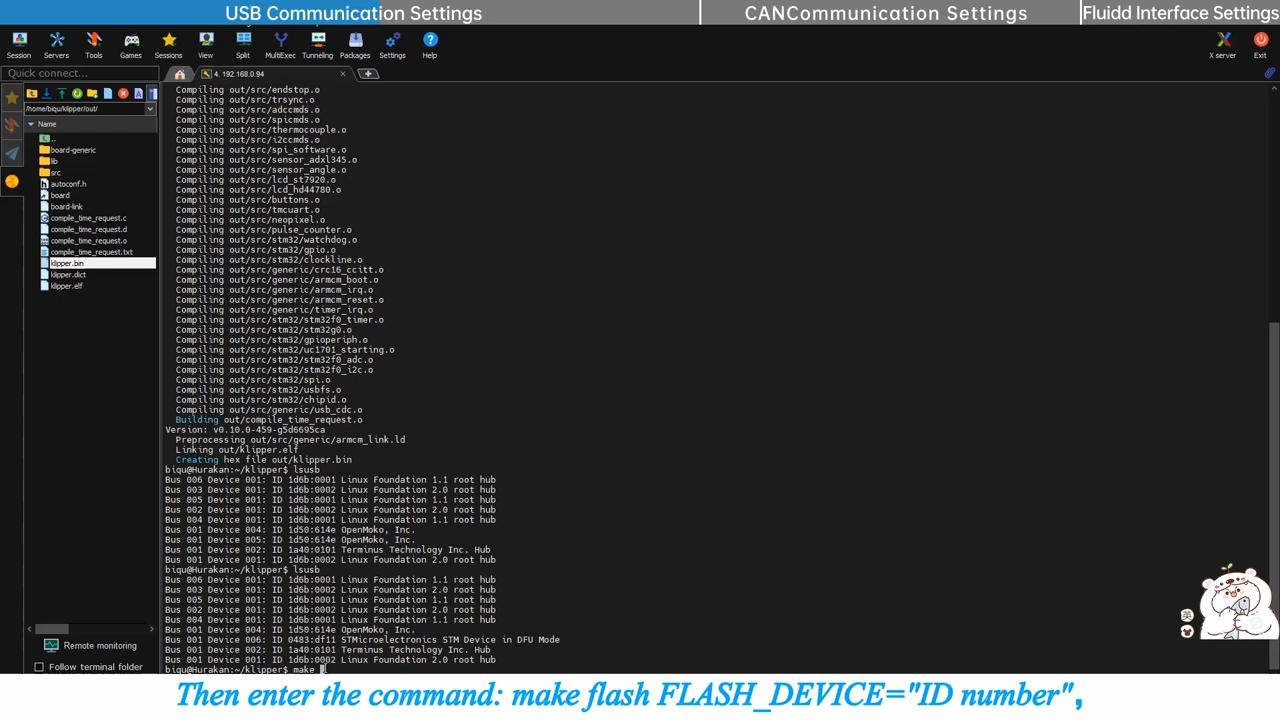 USB Communication Settings
CANCommunication Settings
Fluidd Interface Settings
Session Servers Tools Games Sessions View Split MultiExec Tunneling Packages Settings Help X server Exit
Quick connect...
4. 192.168.0.94
/home/biqu/klipper/out/
Name
..
board-generic
lib
src
autoconf.h
board
board-link
compile_time_request.c
compile_time_request.d
compile_time_request.o
compile_time_request.txt
klipper.bin
klipper.dict
klipper.elf
Remote monitoring
Follow terminal folder
Compiling out/src/endstop.o
Compiling out/src/trsync.o
Compiling out/src/adccmds.o
Compiling out/src/spicmds.o
Compiling out/src/thermocouple.o
Compiling out/src/i2ccmds.o
Compiling out/src/spi_software.o
Compiling out/src/sensor_adxl345.o
Compiling out/src/sensor_angle.o
Compiling out/src/lcd_st7920.o
Compiling out/src/lcd_hd44780.o
Compiling out/src/buttons.o
Compiling out/src/tmcuart.o
Compiling out/src/neopixel.o
Compiling out/src/pulse_counter.o
Compiling out/src/stm32/watchdog.o
Compiling out/src/stm32/gpio.o
Compiling out/src/stm32/clockline.o
Compiling out/src/generic/crc16_ccitt.o
Compiling out/src/generic/armcm_boot.o
Compiling out/src/generic/armcm_irq.o
Compiling out/src/generic/armcm_reset.o
Compiling out/src/generic/timer_irq.o
Compiling out/src/stm32/stm32f0_timer.o
Compiling out/src/stm32/stm32g0.o
Compiling out/src/stm32/gpioperiph.o
Compiling out/src/stm32/uc1701_starting.o
Compiling out/src/stm32/stm32f0_adc.o
Compiling out/src/stm32/stm32f0_i2c.o
Compiling out/src/stm32/spi.o
Compiling out/src/stm32/usbfs.o
Compiling out/src/stm32/chipid.o
Compiling out/src/generic/usb_cdc.o
Building out/compile_time_request.o
Version: v0.10.0-459-g5d6695ca
Preprocessing out/src/generic/armcm_link.ld
Linking out/klipper.elf
Creating hex file out/klipper.bin
biqu@Hurakan:~/klipper$ lsusb
Bus 006 Device 001: ID 1d6b:0001 Linux Foundation 1.1 root hub
Bus 003 Device 001: ID 1d6b:0002 Linux Foundation 2.0 root hub
Bus 005 Device 001: ID 1d6b:0001 Linux Foundation 1.1 root hub
Bus 002 Device 001: ID 1d6b:0002 Linux Foundation 2.0 root hub
Bus 004 Device 001: ID 1d6b:0001 Linux Foundation 1.1 root hub
Bus 001 Device 004: ID 1d50:614e OpenMoko, Inc.
Bus 001 Device 005: ID 1d50:614e OpenMoko, Inc.
Bus 001 Device 002: ID 1a40:0101 Terminus Technology Inc. Hub
Bus 001 Device 001: ID 1d6b:0002 Linux Foundation 2.0 root hub
biqu@Hurakan:~/klipper$ lsusb
Bus 006 Device 001: ID 1d6b:0001 Linux Foundation 1.1 root hub
Bus 003 Device 001: ID 1d6b:0002 Linux Foundation 2.0 root hub
Bus 005 Device 001: ID 1d6b:0001 Linux Foundation 1.1 root hub
Bus 002 Device 001: ID 1d6b:0002 Linux Foundation 2.0 root hub
Bus 004 Device 001: ID 1d6b:0001 Linux Foundation 1.1 root hub
Bus 001 Device 004: ID 1d50:614e OpenMoko, Inc.
Bus 001 Device 006: ID 0483:df11 STMicroelectronics STM Device in DFU Mode
Bus 001 Device 002: ID 1a40:0101 Terminus Technology Inc. Hub
Bus 001 Device 001: ID 1d6b:0002 Linux Foundation 2.0 root hub
biqu@Hurakan:~/klipper$ make
英
Then enter the command: make flash FLASH_DEVICE="ID number",